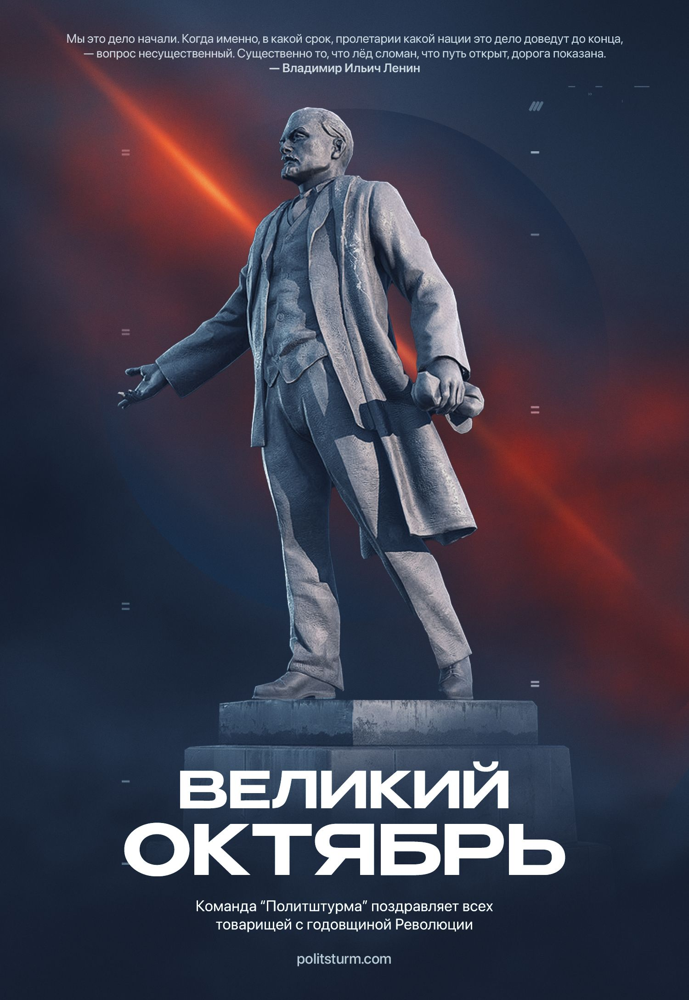 Мы это дело начали. Когда именно, в какой срок, пролетарии какой нации это дело доведут до конца,
— вопрос несущественный. Существенно то, что лёд сломан, что путь открыт, дорога показана.
— Владимир Ильич Ленин
ВЕЛИКИЙ
ОКТЯБРЬ
Команда “Политштурма” поздравляет всех
товарищей с годовщиной Революции
politsturm.com